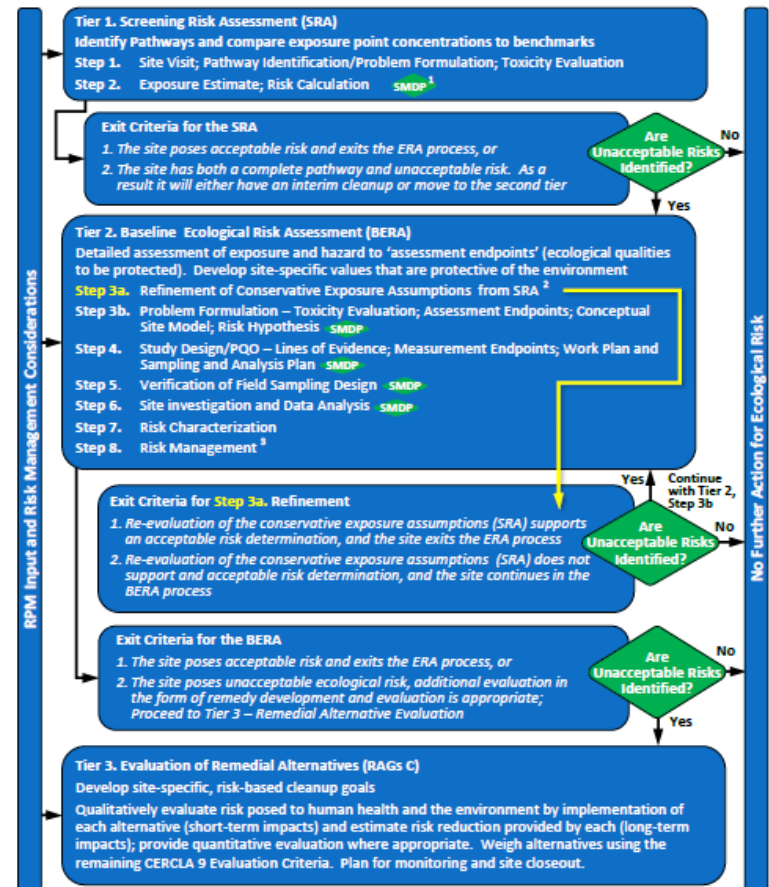 Tier 1. Screening Risk Assessment (SRA)
Identify Pathways and compare exposure point concentrations to benchmarks
Step 1. Site Visit; Pathway Identification/Problem Formulation; Toxicity Evaluation
Step 2. Exposure Estimate; Risk Calculation SMDP 1
Exit Criteria for the SRA
1. The site poses acceptable risk and exits the ERA process, or
2. The site has both a complete pathway and unacceptable risk. As a
result it will either have an interim cleanup or move to the second tier
Are
Unacceptable Risks
Identified?
No
Yes
Tier 2. Baseline Ecological Risk Assessment (BERA)
Detailed assessment of exposure and hazard to ‘assessment endpoints’ (ecological qualities
to be protected). Develop site-specific values that are protective of the environment
Step 3a. Refinement of Conservative Exposure Assumptions from SRA 2
Step 3b. Problem Formulation – Toxicity Evaluation; Assessment Endpoints; Conceptual
Site Model; Risk Hypothesis SMDP
Step 4. Study Design/PQO – Lines of Evidence; Measurement Endpoints; Work Plan and
Sampling and Analysis Plan SMDP
Step 5. Verification of Field Sampling Design SMDP
Step 6. Site investigation and Data Analysis SMDP
Step 7. Risk Characterization
Step 8. Risk Management 3
Exit Criteria for Step 3a. Refinement
1. Re-evaluation of the conservative exposure assumptions (SRA) supports
an acceptable risk determination, and the site exits the ERA process
2. Re-evaluation of the conservative exposure assumptions (SRA) does not
support and acceptable risk determination, and the site continues in the
BERA process
Yes
Continue
with Tier 2,
Step 3b
Are
Unacceptable Risks
Identified?
No
Exit Criteria for the BERA
1. The site poses acceptable risk and exits the ERA process, or
2. The site poses unacceptable ecological risk, additional evaluation in
the form of remedy development and evaluation is appropriate;
Proceed to Tier 3 – Remedial Alternative Evaluation
Are
Unacceptable Risks
Identified?
No
Yes
Tier 3. Evaluation of Remedial Alternatives (RAGs C)
Develop site-specific, risk-based cleanup goals
Qualitatively evaluate risk posed to human health and the environment by implementation of
each alternative (short-term impacts) and estimate risk reduction provided by each (long-term
impacts); provide quantitative evaluation where appropriate. Weigh alternatives using the
remaining CERCLA 9 Evaluation Criteria. Plan for monitoring and site closeout.
RPM Input and Risk Management Considerations
No Further Action for Ecological Risk